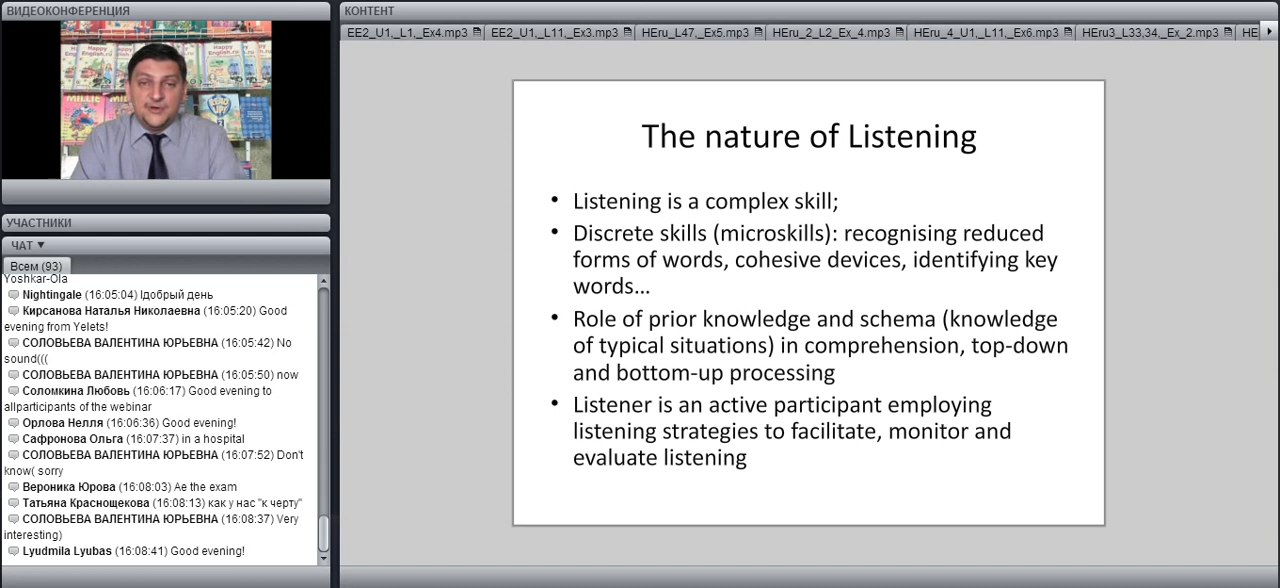 ВИДЕОКОНФЕРЕНЦИЯ
Happy English.ru
MILLIE
READ UP!
УЧАСТНИКИ
ЧАТ ▼
Всем (93)
Yoshkar-Ola
Nightingale (16:05:04) !добрый день
Кирсанова Наталья Николаевна (16:05:20) Good
evening from Yelets!
СОЛОВЬЕВА ВАЛЕНТИНА ЮРЬЕВНА (16:05:42) No
sound(((
СОЛОВЬЕВА ВАЛЕНТИНА ЮРЬЕВНА (16:05:50) now
Соломкина Любовь (16:06:17) Good evening to
allparticipants of the webinar
Орлова Нелля (16:06:36) Good evening!
Сафронова Ольга (16:07:37) in a hospital
СОЛОВЬЕВА ВАЛЕНТИНА ЮРЬЕВНА (16:07:52) Don't
know( sorry
Вероника Юрова (16:08:03) Ae the exam
Татьяна Краснощекова (16:08:13) как у нас "к черту"
СОЛОВЬЕВА ВАЛЕНТИНА ЮРЬЕВНА (16:08:37) Very
interesting)
Lyudmila Lyubas (16:08:41) Good evening!
КОНТЕНТ
EE2_U1,_L1,_Ex4.mp3 EE2_U1,_L11,_Ex3.mp3 HEru_L47,_Ex5.mp3 HEru_2_L2_Ex_4.mp3 HEru_4_U1,_L11,_Ex6.mp3 HEru3_L33,34,_Ex_2.mp3 HE
The nature of Listening
• Listening is a complex skill;
• Discrete skills (microskills): recognising reduced
forms of words, cohesive devices, identifying key
words…
• Role of prior knowledge and schema (knowledge
of typical situations) in comprehension, top-down
and bottom-up processing
• Listener is an active participant employing
listening strategies to facilitate, monitor and
evaluate listening